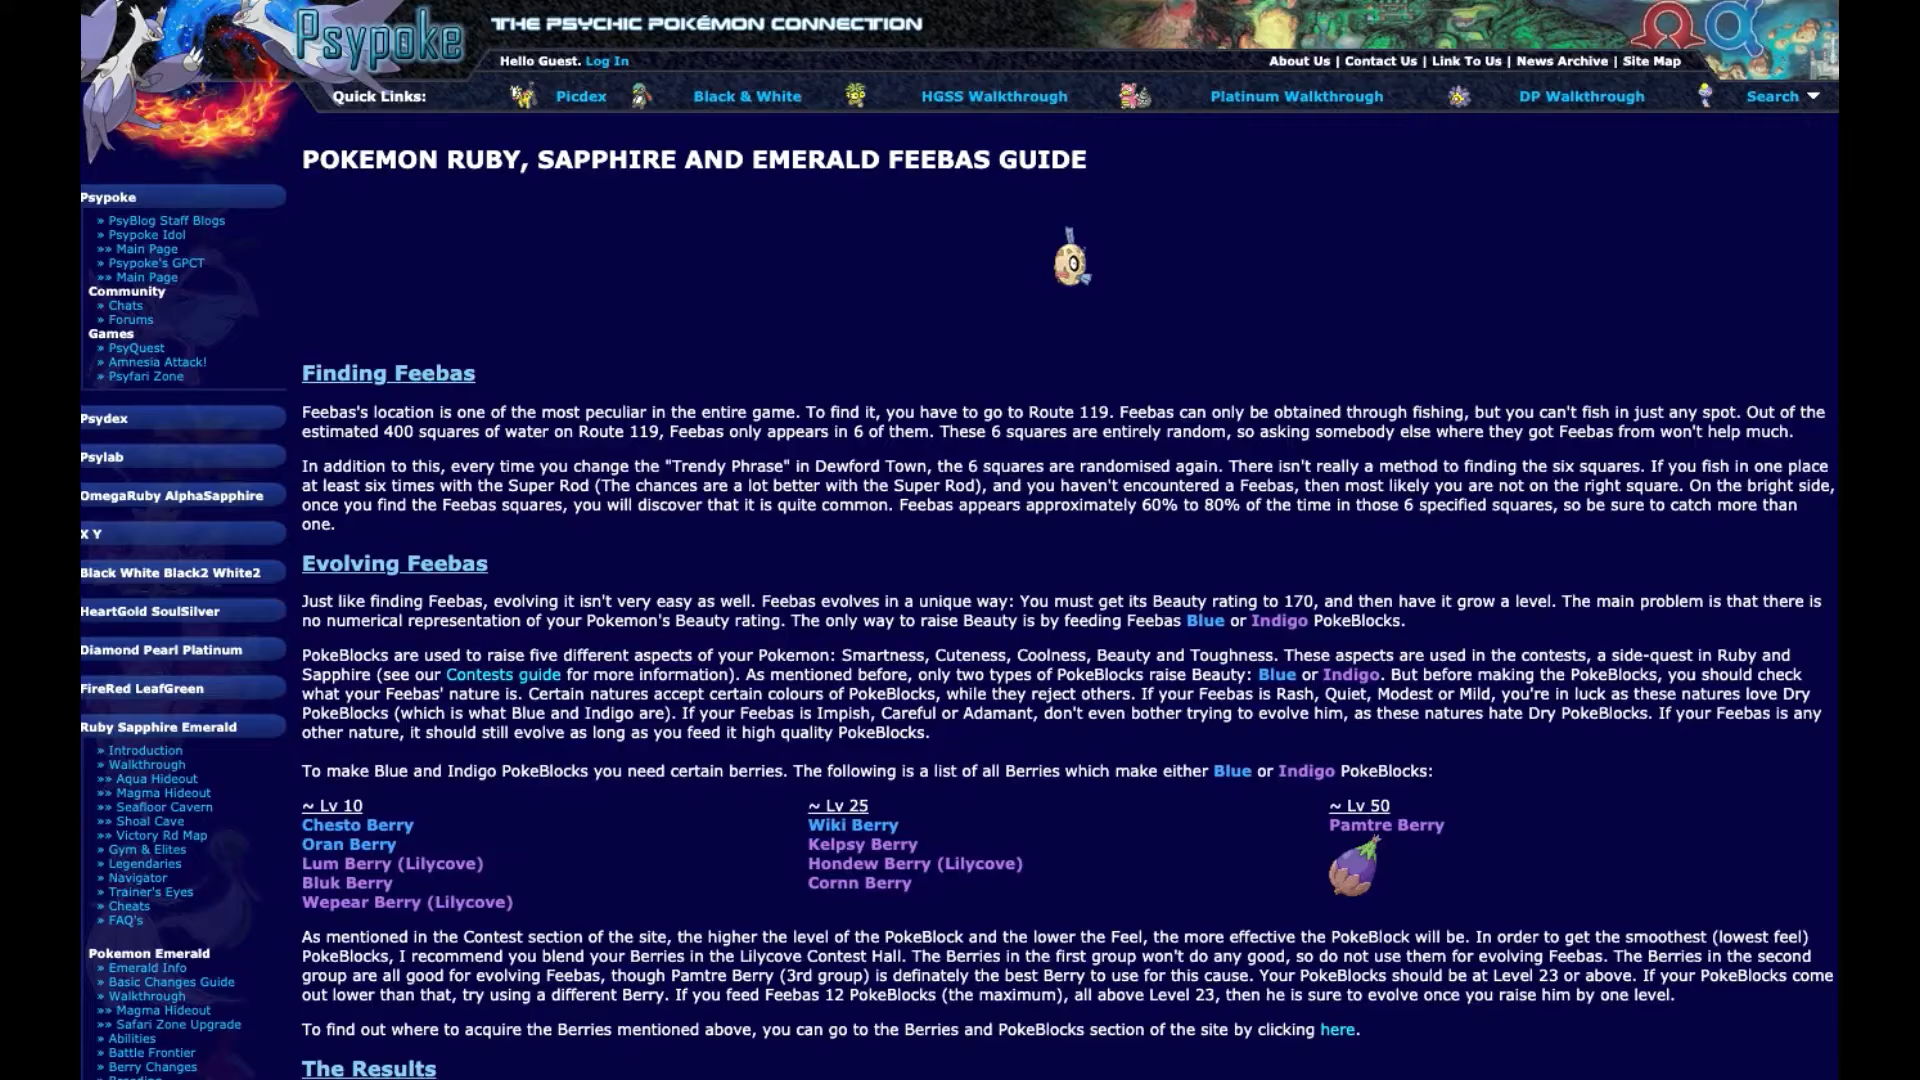 Psypoke
THE PSYCHIC POKÉMON CONNECTION
Hello Guest. Log In
About Us | Contact Us | Link To Us | News Archive | Site Map
Quick Links:
Picdex
Black & White
HGSS Walkthrough
Platinum Walkthrough
DP Walkthrough
Search
Psypoke
» PsyBlog Staff Blogs
» Psypoke Idol
»» Main Page
» Psypoke's GPCT
»» Main Page
Community
» Chats
» Forums
Games
» PsyQuest
» Amnesia Attack!
» Psyfari Zone
Psydex
Psylab
OmegaRuby AlphaSapphire
X Y
Black White Black2 White2
HeartGold SoulSilver
Diamond Pearl Platinum
FireRed LeafGreen
Ruby Sapphire Emerald
» Introduction
» Walkthrough
»» Aqua Hideout
»» Magma Hideout
»» Seafloor Cavern
»» Shoal Cave
»» Victory Rd Map
» Gym & Elites
» Legendaries
» Navigator
» Trainer's Eyes
» Cheats
» FAQ's
Pokemon Emerald
» Emerald Info
» Basic Changes Guide
» Walkthrough
»» Magma Hideout
»» Safari Zone Upgrade
» Abilities
» Battle Frontier
» Berry Changes
POKEMON RUBY, SAPPHIRE AND EMERALD FEEBAS GUIDE
Finding Feebas
Feebas's location is one of the most peculiar in the entire game. To find it, you have to go to Route 119. Feebas can only be obtained through fishing, but you can't fish in just any spot. Out of the
estimated 400 squares of water on Route 119, Feebas only appears in 6 of them. These 6 squares are entirely random, so asking somebody else where they got Feebas from won't help much.
In addition to this, every time you change the "Trendy Phrase" in Dewford Town, the 6 squares are randomised again. There isn't really a method to finding the six squares. If you fish in one place
at least six times with the Super Rod (The chances are a lot better with the Super Rod), and you haven't encountered a Feebas, then most likely you are not on the right square. On the bright side,
once you find the Feebas squares, you will discover that it is quite common. Feebas appears approximately 60% to 80% of the time in those 6 specified squares, so be sure to catch more than
one.
Evolving Feebas
Just like finding Feebas, evolving it isn't very easy as well. Feebas evolves in a unique way: You must get its Beauty rating to 170, and then have it grow a level. The main problem is that there is
no numerical representation of your Pokemon's Beauty rating. The only way to raise Beauty is by feeding Feebas Blue or Indigo PokeBlocks.
PokeBlocks are used to raise five different aspects of your Pokemon: Smartness, Cuteness, Coolness, Beauty and Toughness. These aspects are used in the contests, a side-quest in Ruby and
Sapphire (see our Contests guide for more information). As mentioned before, only two types of PokeBlocks raise Beauty: Blue or Indigo. But before making the PokeBlocks, you should check
what your Feebas' nature is. Certain natures accept certain colours of PokeBlocks, while they reject others. If your Feebas is Rash, Quiet, Modest or Mild, you're in luck as these natures love Dry
PokeBlocks (which is what Blue and Indigo are). If your Feebas is Impish, Careful or Adamant, don't even bother trying to evolve him, as these natures hate Dry PokeBlocks. If your Feebas is any
other nature, it should still evolve as long as you feed it high quality PokeBlocks.
To make Blue and Indigo PokeBlocks you need certain berries. The following is a list of all Berries which make either Blue or Indigo PokeBlocks:
~ Lv 10
Chesto Berry
Oran Berry
Lum Berry (Lilycove)
Bluk Berry
Wepear Berry (Lilycove)
~ Lv 25
Wiki Berry
Kelpsy Berry
Hondew Berry (Lilycove)
Cornn Berry
~ Lv 50
Pamtre Berry
As mentioned in the Contest section of the site, the higher the level of the PokeBlock and the lower the Feel, the more effective the PokeBlock will be. In order to get the smoothest (lowest feel)
PokeBlocks, I recommend you blend your Berries in the Lilycove Contest Hall. The Berries in the first group won't do any good, so do not use them for evolving Feebas. The Berries in the second
group are all good for evolving Feebas, though Pamtre Berry (3rd group) is definately the best Berry to use for this cause. Your PokeBlocks should be at Level 23 or above. If your PokeBlocks come
out lower than that, try using a different Berry. If you feed Feebas 12 PokeBlocks (the maximum), all above Level 23, then he is sure to evolve once you raise him by one level.
To find out where to acquire the Berries mentioned above, you can go to the Berries and PokeBlocks section of the site by clicking here.
The Results